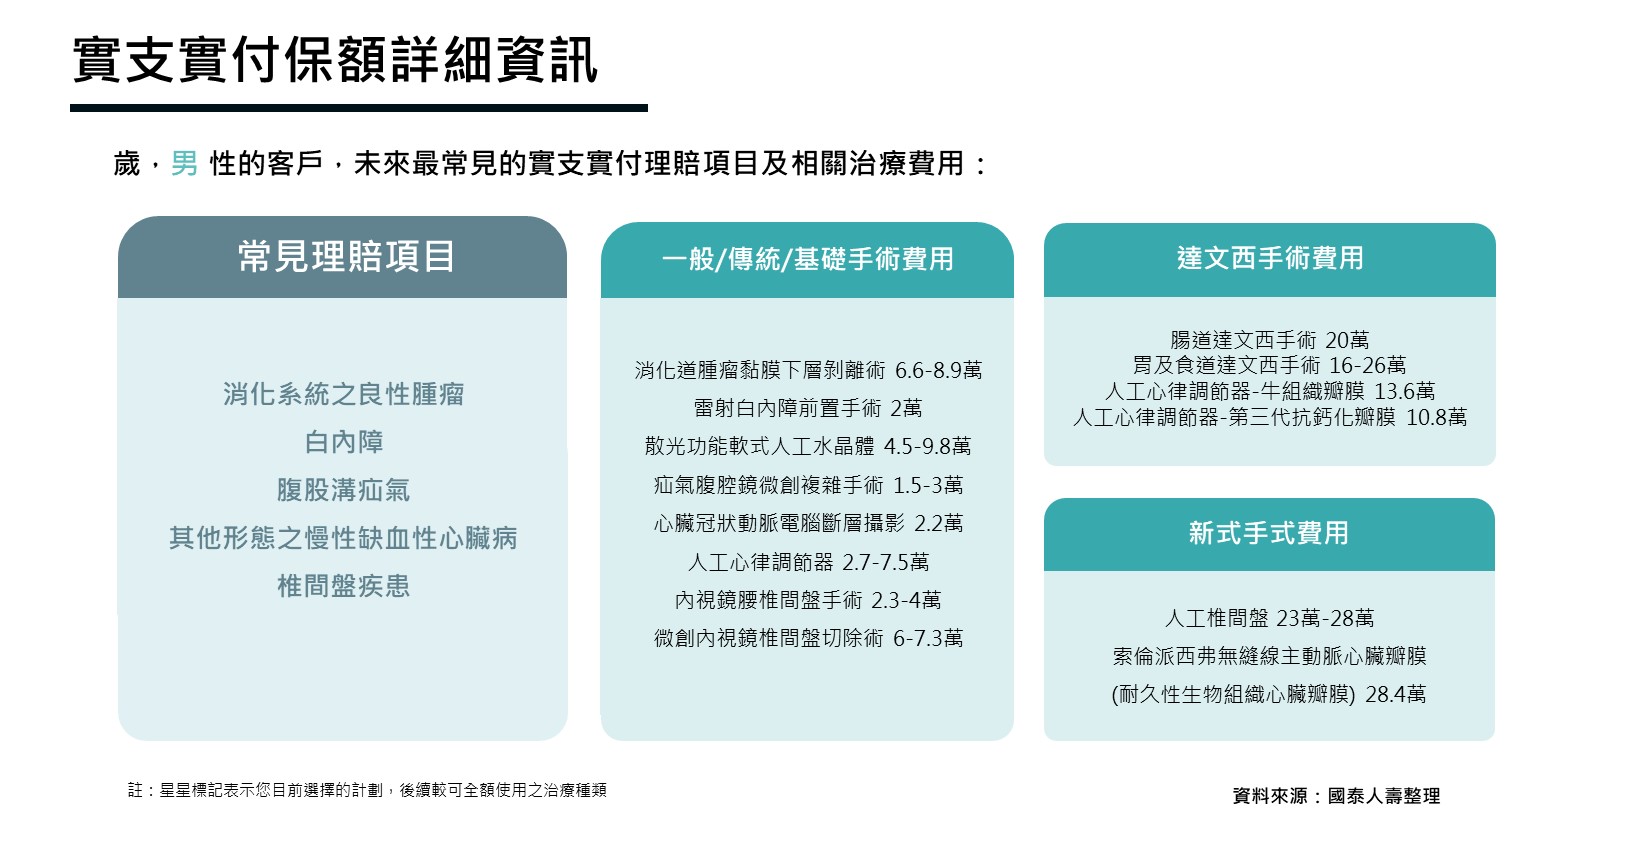 實支實付保額詳細資訊
歲，男 性的客戶，未來最常見的實支實付理賠項目及相關治療費用：
常見理賠項目
消化系統之良性腫瘤
白內障
腹股溝疝氣
其他形態之慢性缺血性心臟病
椎間盤疾患
一般/傳統/基礎手術費用
消化道腫瘤黏膜下層剝離術 6.6-8.9萬
雷射白內障前置手術 2萬
散光功能軟式人工水晶體 4.5-9.8萬
疝氣腹腔鏡微創複雜手術 1.5-3萬
心臟冠狀動脈電腦斷層攝影 2.2萬
人工心律調節器 2.7-7.5萬
內視鏡腰椎間盤手術 2.3-4萬
微創內視鏡椎間盤切除術 6-7.3萬
達文西手術費用
腸道達文西手術 20萬
胃及食道達文西手術 16-26萬
人工心律調節器-牛組織瓣膜 13.6萬
人工心律調節器-第三代抗鈣化瓣膜 10.8萬
新式手式費用
人工椎間盤 23萬-28萬
索倫派西弗無縫線主動脈心臟瓣膜
(耐久性生物組織心臟瓣膜) 28.4萬
註：星星標記表示您目前選擇的計劃，後續較可全額使用之治療種類
資料來源：國泰人壽整理